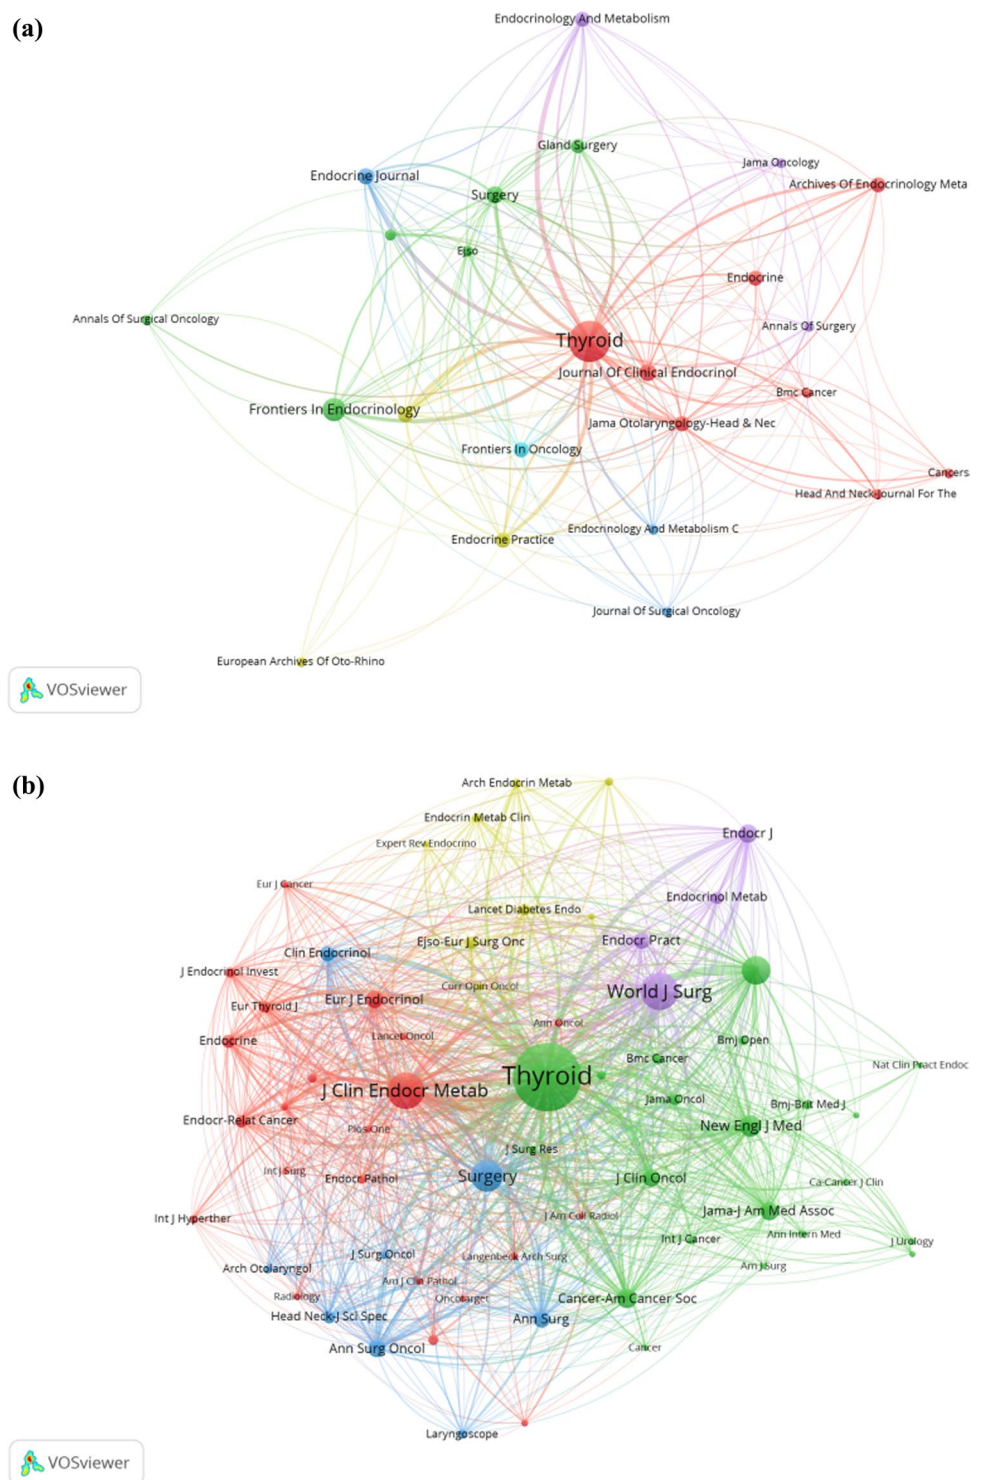 (a)
Endocrinology And Metabolism
Gland Surgery
Jama Oncology
Endocrine Journal
Archives Of Endocrinology Meta
Surgery
Ejso
Endocrine
Annals Of Surgical Oncology
Annals Of Surgery
Thyroid
Journal Of Clinical Endocrinol
Bmc Cancer
Frontiers In Endocrinology
Jama Otolaryngology-Head & Nec
Frontiers In Oncology
Cancers
Head And Neck-Journal For The
Endocrinology And Metabolism C
Endocrine Practice
Journal Of Surgical Oncology
European Archives Of Oto-Rhino
VOSviewer
(b)
Arch Endocrin Metab
Endocrin Metab Clin
Endocr J
Expert Rev Endocrino
Eur J Cancer
Endocrinol Metab
Lancet Diabetes Endo
Ejso-Eur J Surg Onc
Endocr Pract
Clin Endocrinol
J Endocrinol Invest
Curr Opin Oncol
World J Surg
Eur J Endocrinol
Eur Thyroid J
Ann Oncol
Lancet Oncol
Endocrine
Bmj Open
Bmc Cancer
Nat Clin Pract Endoc
Thyroid
J Clin Endocr Metab
Jama Oncol
Bmj-Brit Med J
Endocr-Relat Cancer
Plos One
New Engl J Med
J Surg Res
Int J Surg
Endocr Pathol
Surgery
J Clin Oncol
Ca-Cancer J Clin
Int J Hyperther
J Am Coll Radiol
Jama-J Am Med Assoc
Ann Intern Med
Int J Cancer
J Urology
J Surg Oncol
Langenbeck Arch Surg
Arch Otolaryngol
Am J Surg
Am J Clin Pathol
Radiology
Oncotarget
Cancer-Am Cancer Soc
Head Neck-J Sci Spec
Ann Surg
Ann Surg Oncol
Cancer
Laryngoscope
VOSviewer